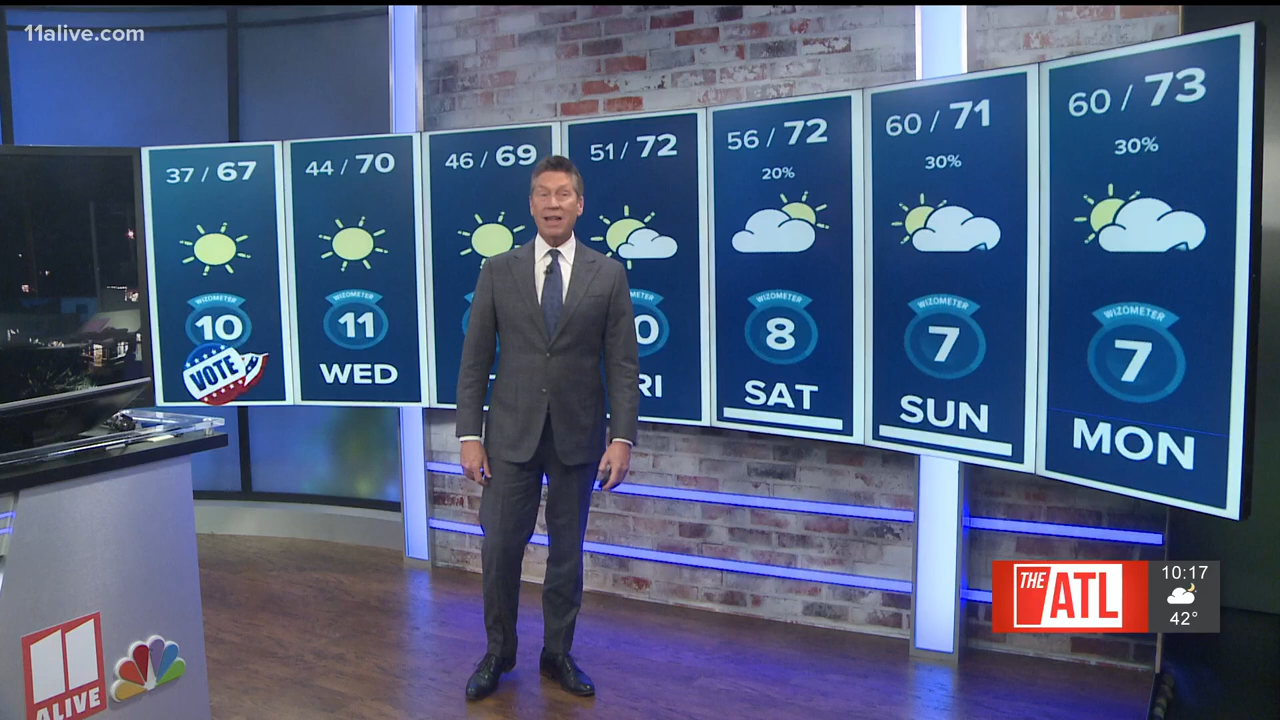 11alive.com
37 / 67
WIZOMETER
10
VOTE
44 / 70
WIZOMETER
11
WED
46 / 69
51 / 72
WIZOMETER
FRI
56 / 72
20%
WIZOMETER
8
SAT
60 / 71
30%
WIZOMETER
7
SUN
60 / 73
30%
WIZOMETER
7
MON
THE ATL
10:17
42°
11
ALIVE